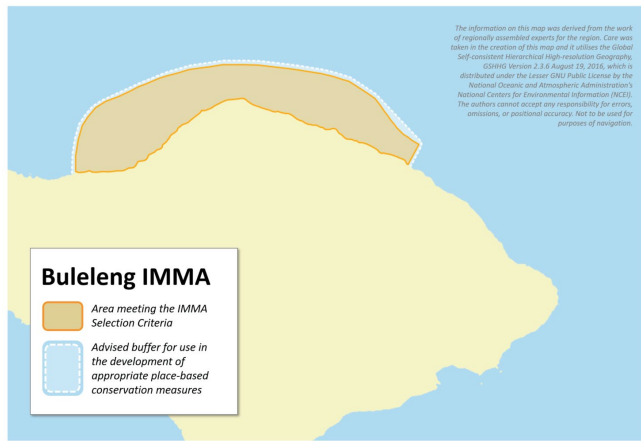 The information on this map was derived from the work
of regionally assembled experts for the region. Care was
taken in the creation of this map and it utilises the Global
Self-consistent Hierarchical High-resolution Geography,
GSHHG Version 2.3.6 August 19, 2016, which is
distributed under the Lesser GNU Public License by the
National Oceanic and Atmospheric Administration's
National Centers for Environmental Information (NCEI).
The authors cannot accept any responsibility for errors,
omissions, or positional accuracy. Not to be used for
purposes of navigation.
Buleleng IMMA
Area meeting the IMMA
Selection Criteria
Advised buffer for use in
the development of
appropriate place-based
conservation measures